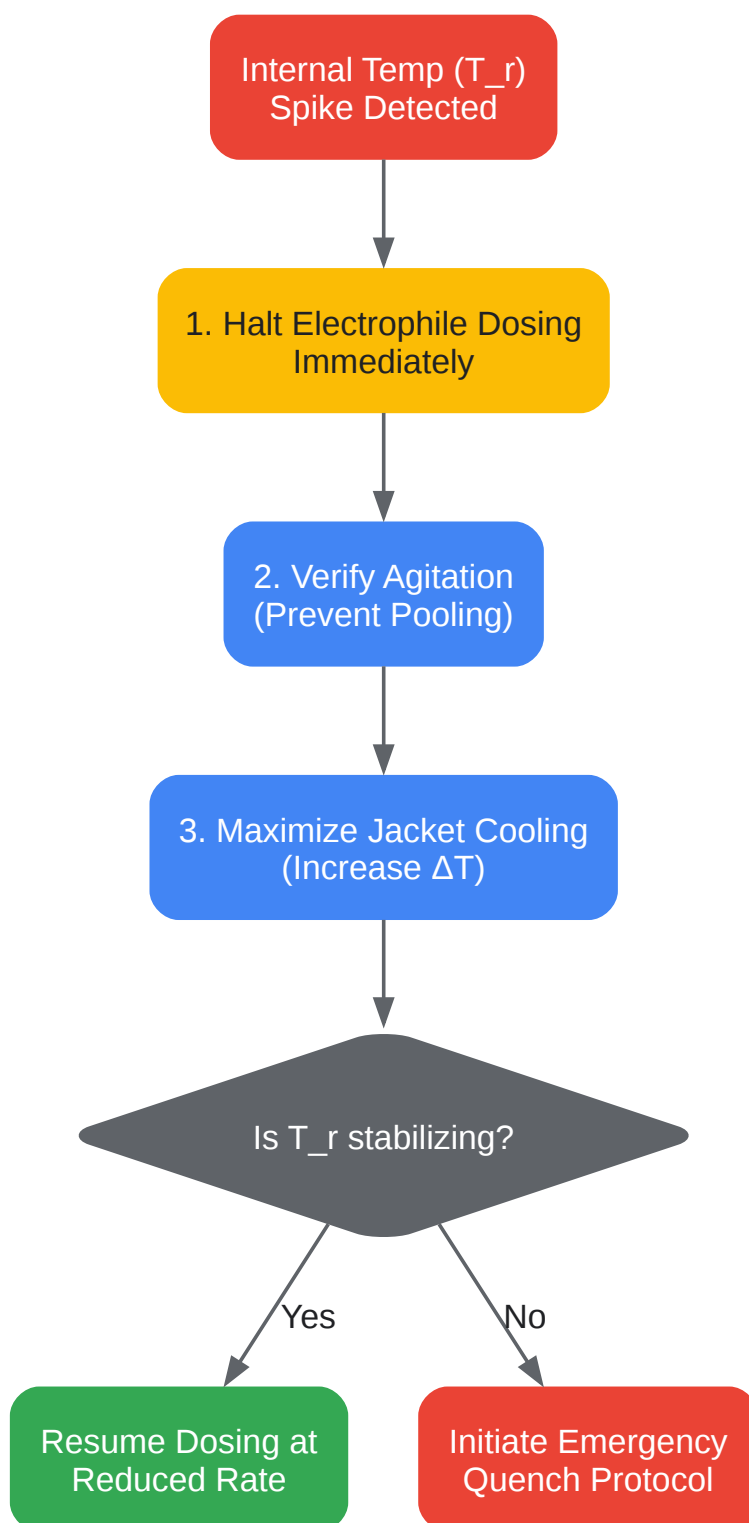 Internal Temp (T_r)
Spike Detected
1. Halt Electrophile Dosing
Immediately
2. Verify Agitation
(Prevent Pooling)
3. Maximize Jacket Cooling
(Increase ΔT)
Is T_r stabilizing?
Yes
No
Resume Dosing at
Reduced Rate
Initiate Emergency
Quench Protocol